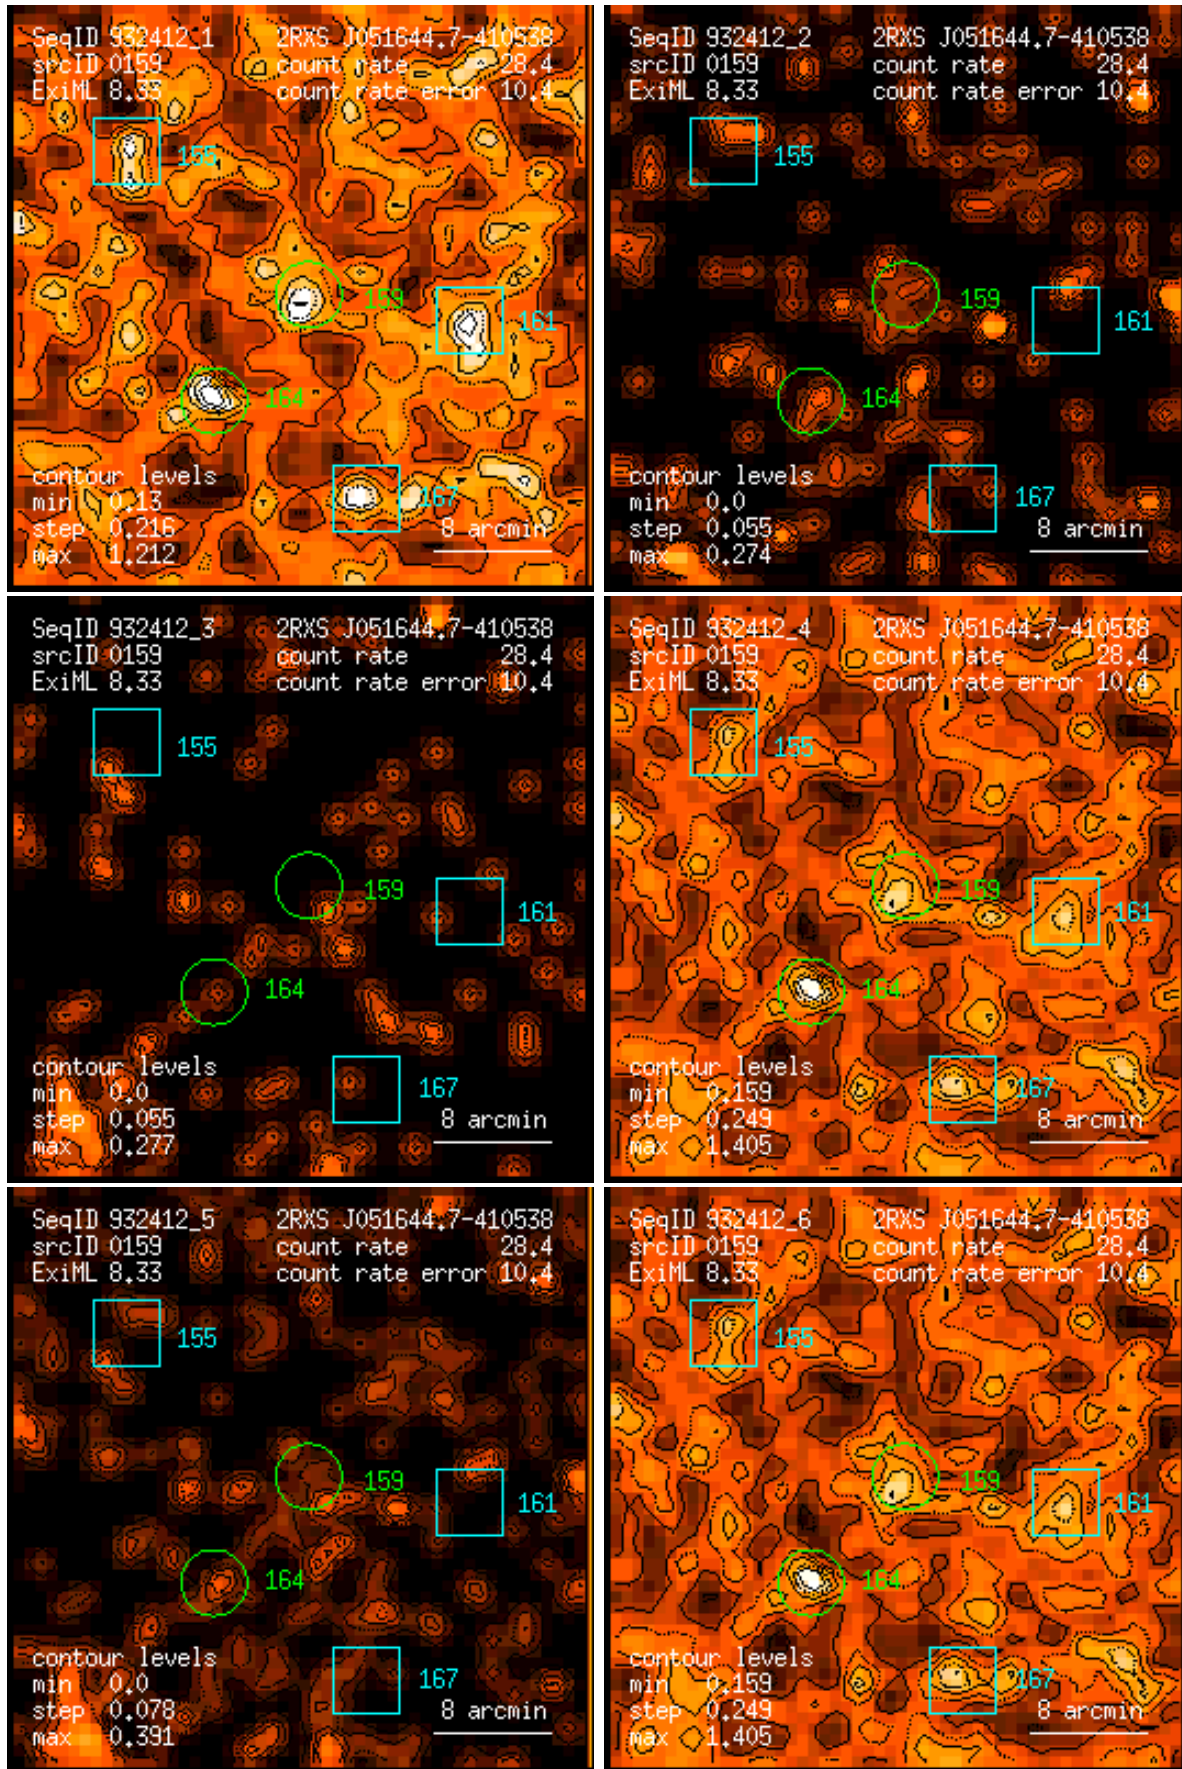 SeqID 932412_1 2RXS J051644.7-410538
srcID 0159 count rate 28.4
ExiML 8.33 count rate error 10.4
155
159
161
164
contour levels
min 0.13 167
step 0.216 8 arcmin
max 1.212
SeqID 932412_2 2RXS J051644.7-410538
srcID 0159 count rate 28.4
ExiML 8.33 count rate error 10.4
155
159
161
164
contour levels
min 0.0 167
step 0.055 8 arcmin
max 0.274
SeqID 932412_3 2RXS J051644.7-410538
srcID 0159 count rate 28.4
ExiML 8.33 count rate error 10.4
155
159
161
164
contour levels
min 0.0 167
step 0.055 8 arcmin
max 0.277
SeqID 932412_4 2RXS J051644.7-410538
srcID 0159 count rate 28.4
ExiML 8.33 count rate error 10.4
155
159
161
164
contour levels
min 0.159 167
step 0.249 8 arcmin
max 1.405
SeqID 932412_5 2RXS J051644.7-410538
srcID 0159 count rate 28.4
ExiML 8.33 count rate error 10.4
155
159
161
164
contour levels
min 0.0 167
step 0.078 8 arcmin
max 0.391
SeqID 932412_6 2RXS J051644.7-410538
srcID 0159 count rate 28.4
ExiML 8.33 count rate error 10.4
155
159
161
164
contour levels
min 0.159 167
step 0.249 8 arcmin
max 1.405